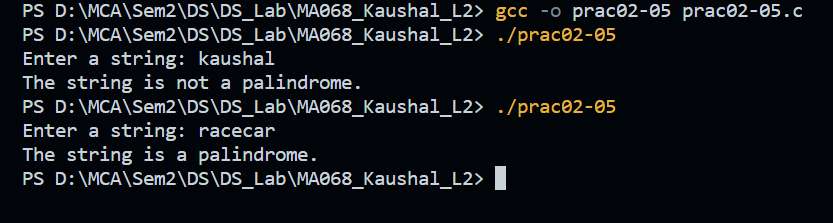 PS D:\MCA\Sem2\DS\DS_Lab\MA068_Kaushal_L2> gcc -o prac02-05 prac02-05.c
PS D:\MCA\Sem2\DS\DS_Lab\MA068_Kaushal_L2> ./prac02-05
Enter a string: kaushal
The string is not a palindrome.
PS D:\MCA\Sem2\DS\DS_Lab\MA068_Kaushal_L2> ./prac02-05
Enter a string: racecar
The string is a palindrome.
PS D:\MCA\Sem2\DS\DS_Lab\MA068_Kaushal_L2>